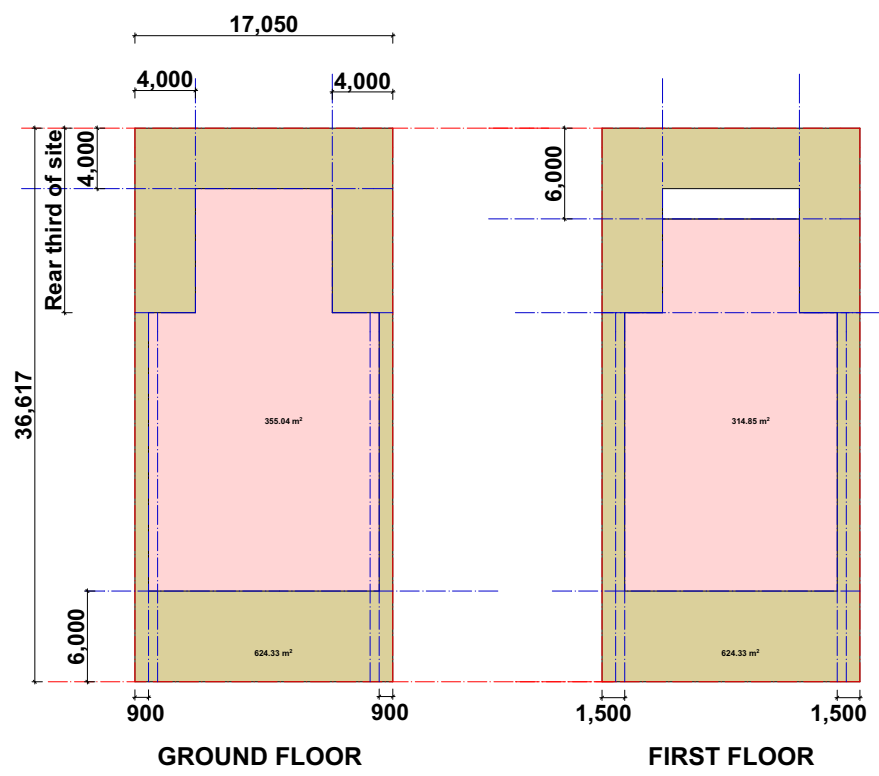 17,050
4,000
4,000
Rear third of site
4,000
6,000
36,617
355.04 m²
314.85 m²
6,000
624.33 m²
624.33 m²
900
900
1,500
1,500
GROUND FLOOR
FIRST FLOOR